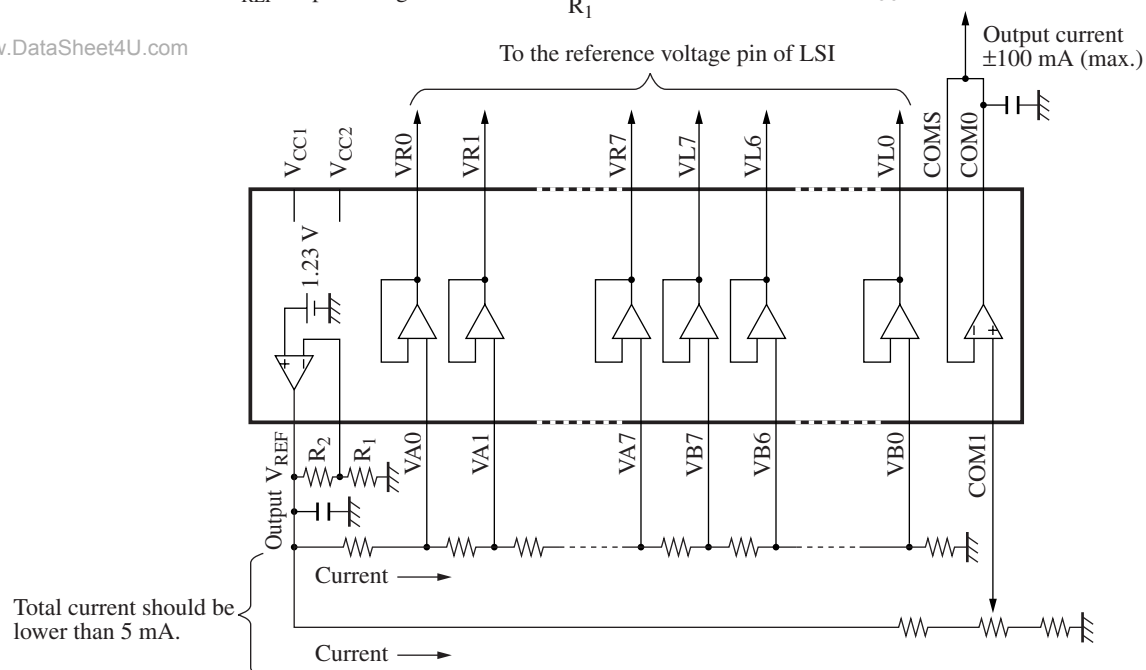 R1
w.DataSheet4U.com
To the reference voltage pin of LSI
Output current
±100 mA (max.)
VCC1
VCC2
VR0
VR1
VR7
VL7
VL6
VL0
COMS
COM0
1.23 V
+
−
−
+
Output VREF
R2
R1
VA0
VA1
VA7
VB7
VB6
VB0
COM1
Current
Total current should be
lower than 5 mA.
Current